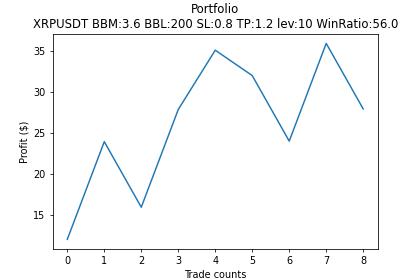 Portfolio
XRPUSDT BBM:3.6 BBL:200 SL:0.8 TP:1.2 lev:10 WinRatio:56.0
35
30
25
20
15
Profit ($)
0 1 2 3 4 5 6 7 8
Trade counts